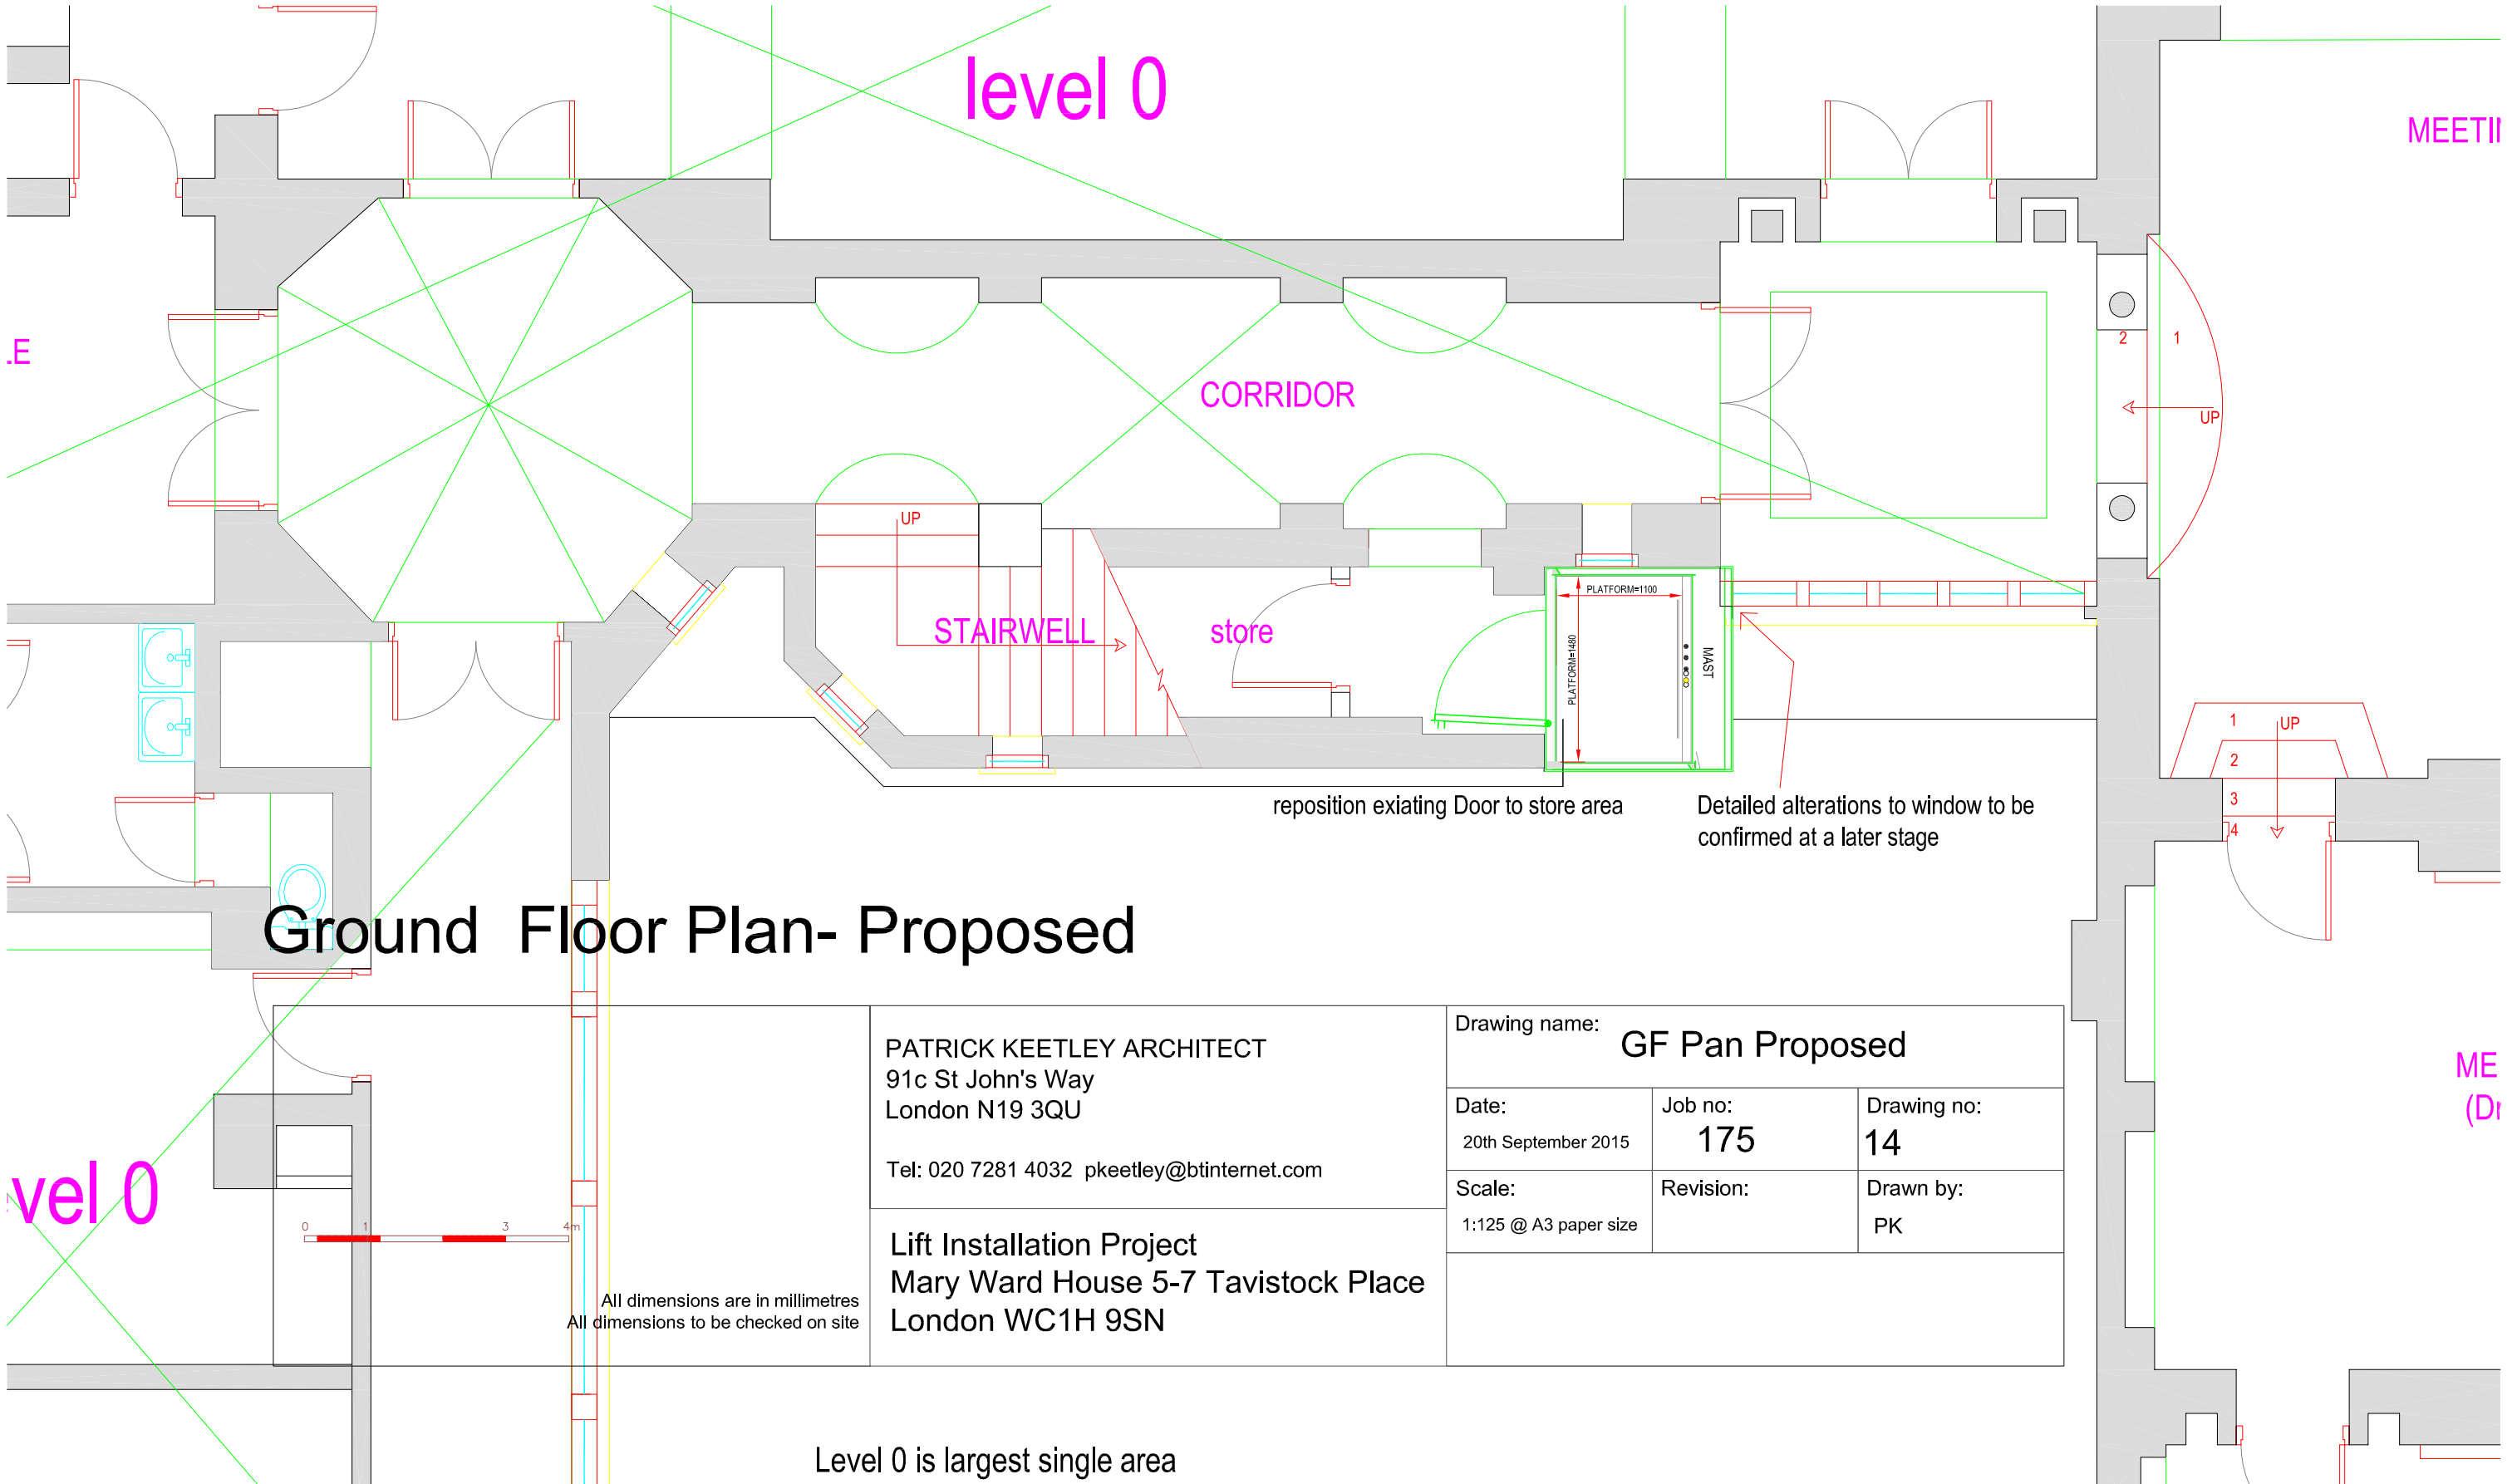 level 0
MEETIN
LE
2
1
UP
CORRIDOR
UP
STAIRWELL
store
PLATFORM=1100
PLATFORM=1480
MAST
1
UP
2
3
4
reposition exiating Door to store area
Detailed alterations to window to be
confirmed at a later stage
Ground Floor Plan- Proposed
PATRICK KEETLEY ARCHITECT
91c St John's Way
London N19 3QU
Tel: 020 7281 4032 pkeetley@btinternet.com
Drawing name:
GF Pan Proposed
Date:
20th September 2015
Job no:
175
Drawing no:
14
Scale:
1:125 @ A3 paper size
Revision:
Drawn by:
PK
ME
(Dr
vel 0
0 1 3 4m
All dimensions are in millimetres
All dimensions to be checked on site
Lift Installation Project
Mary Ward House 5-7 Tavistock Place
London WC1H 9SN
Level 0 is largest single area